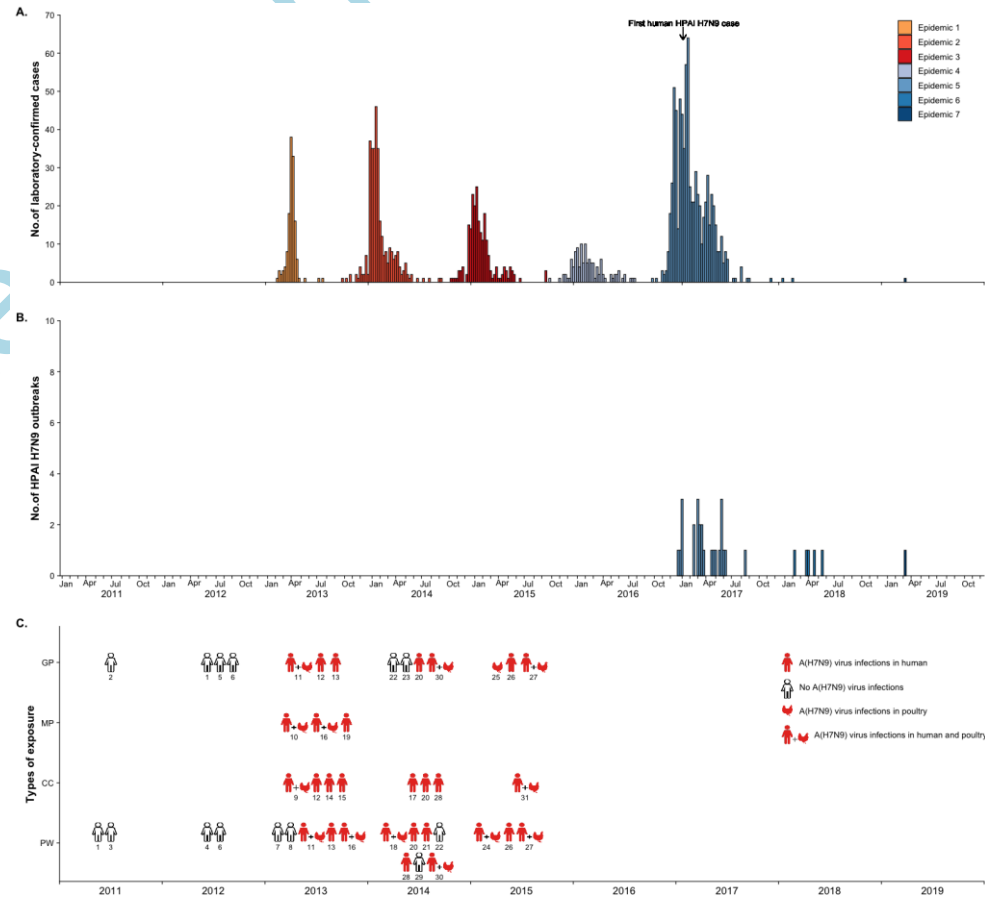 A.
No.of laboratory-confirmed cases
70
60
50
40
30
20
10
0
First human HPAI H7N9 case
Epidemic 1
Epidemic 2
Epidemic 3
Epidemic 4
Epidemic 5
Epidemic 6
Epidemic 7
B.
No.of HPAI H7N9 outbreaks
10
8
6
4
2
0
Jan Apr Jul Oct Jan Apr Jul Oct Jan Apr Jul Oct Jan Apr Jul Oct Jan Apr Jul Oct Jan Apr Jul Oct Jan Apr Jul Oct Jan Apr Jul Oct Jan Apr Jul Oct
2011 2012 2013 2014 2015 2016 2017 2018 2019
C.
Types of exposure
GP
2 1 5 6 + 11 12 13 22 23 20 + 30 25 26 + 27
MP
+ 10 + 16 19
CC
+ 9 12 14 15 17 20 28 + 31
PW
1 3 4 6 7 8 + 11 13 + 16 + 18 20 21 22 + 24 26 + 27
28 29 + 30
A(H7N9) virus infections in human
No A(H7N9) virus infections
A(H7N9) virus infections in poultry
+ A(H7N9) virus infections in human and poultry
2011 2012 2013 2014 2015 2016 2017 2018 2019